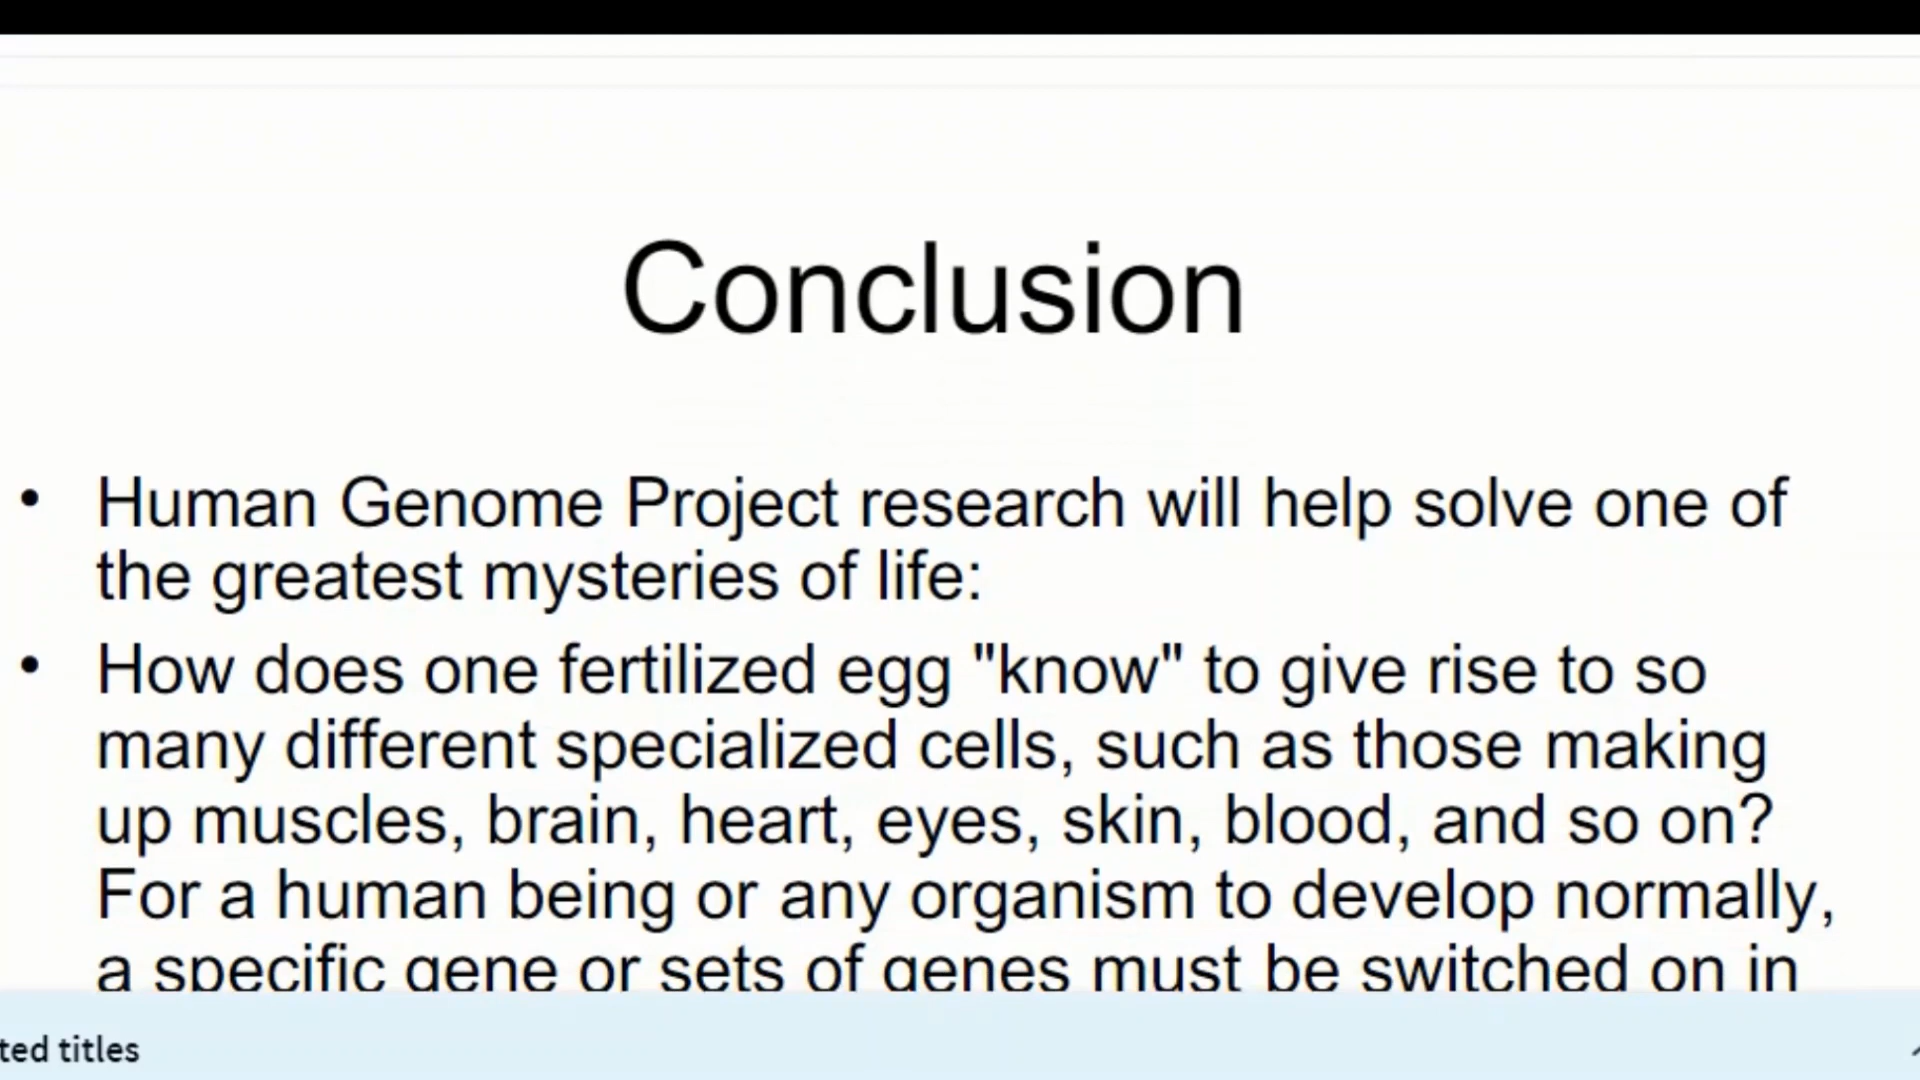 Conclusion
• Human Genome Project research will help solve one of
the greatest mysteries of life:
• How does one fertilized egg "know" to give rise to so
many different specialized cells, such as those making
up muscles, brain, heart, eyes, skin, blood, and so on?
For a human being or any organism to develop normally,
a specific gene or sets of genes must be switched on in
ted titles